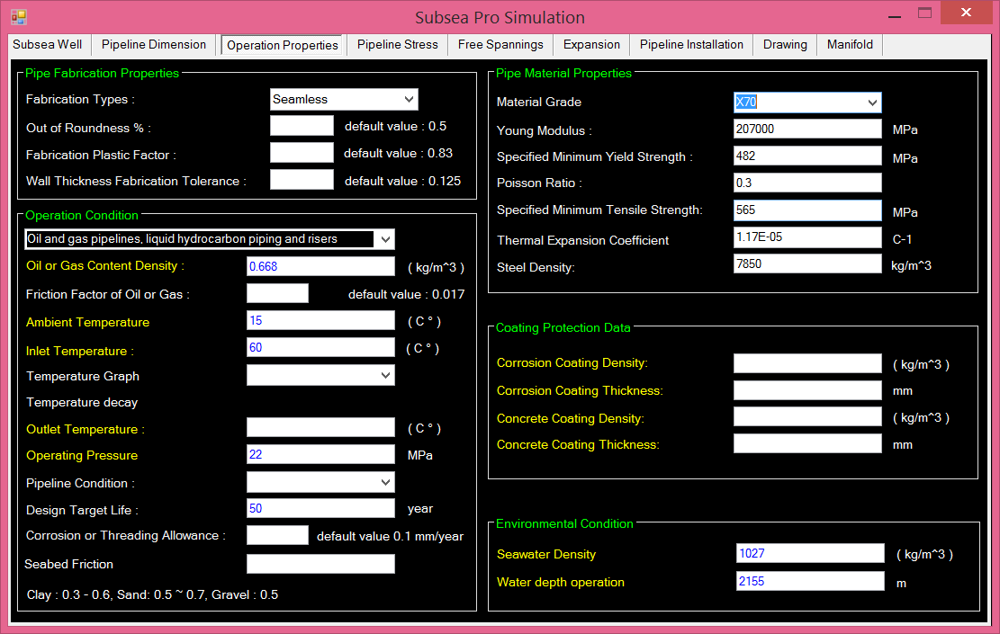 Subsea Pro Simulation
Subsea Well Pipeline Dimension Operation Properties Pipeline Stress Free Spannings Expansion Pipeline Installation Drawing Manifold
Pipe Fabrication Properties
Fabrication Types : Seamless
Out of Roundness % : default value : 0.5
Fabrication Plastic Factor : default value : 0.83
Wall Thickness Fabrication Tolerance : default value : 0.125
Operation Condition
Oil and gas pipelines, liquid hydrocarbon piping and risers
Oil or Gas Content Density : 0.668 ( kg/m^3 )
Friction Factor of Oil or Gas : default value : 0.017
Ambient Temperature 15 ( C ° )
Inlet Temperature : 60 ( C ° )
Temperature Graph
Temperature decay
Outlet Temperature : ( C ° )
Operating Pressure 22 MPa
Pipeline Condition :
Design Target Life : 50 year
Corrosion or Threading Allowance : default value 0.1 mm/year
Seabed Friction
Clay : 0.3 - 0.6, Sand: 0.5 ~ 0.7, Gravel : 0.5
Pipe Material Properties
Material Grade X70
Young Modulus : 207000 MPa
Specified Minimum Yield Strength : 482 MPa
Poisson Ratio : 0.3
Specified Minimum Tensile Strength: 565 MPa
Thermal Expansion Coefficient 1.17E-05 C-1
Steel Density: 7850 kg/m^3
Coating Protection Data
Corrosion Coating Density: ( kg/m^3 )
Corrosion Coating Thickness: mm
Concrete Coating Density: ( kg/m^3 )
Concrete Coating Thickness: mm
Environmental Condition
Seawater Density 1027 ( kg/m^3 )
Water depth operation 2155 m